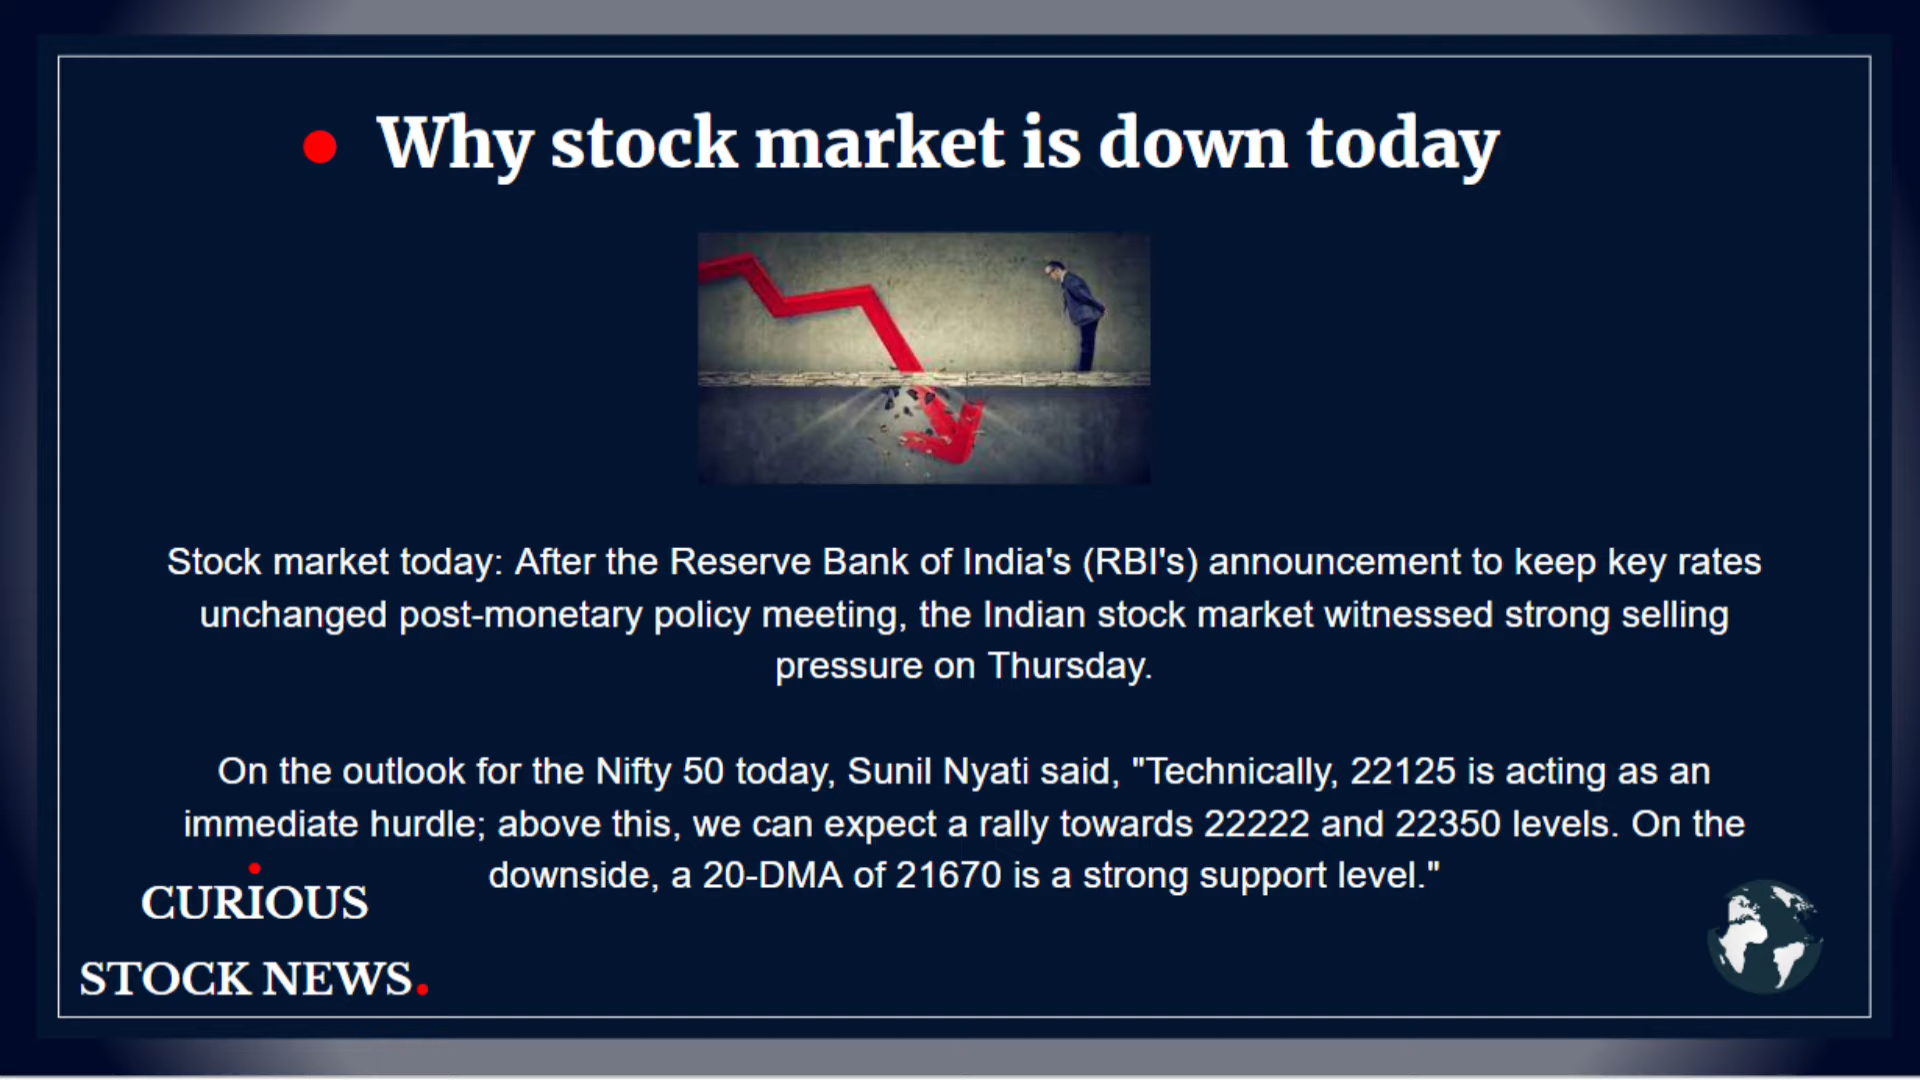 Why stock market is down today
Stock market today: After the Reserve Bank of India's (RBI's) announcement to keep key rates
unchanged post-monetary policy meeting, the Indian stock market witnessed strong selling
pressure on Thursday.
On the outlook for the Nifty 50 today, Sunil Nyati said, "Technically, 22125 is acting as an
immediate hurdle; above this, we can expect a rally towards 22222 and 22350 levels. On the
downside, a 20-DMA of 21670 is a strong support level."
CURIOUS
STOCK NEWS.